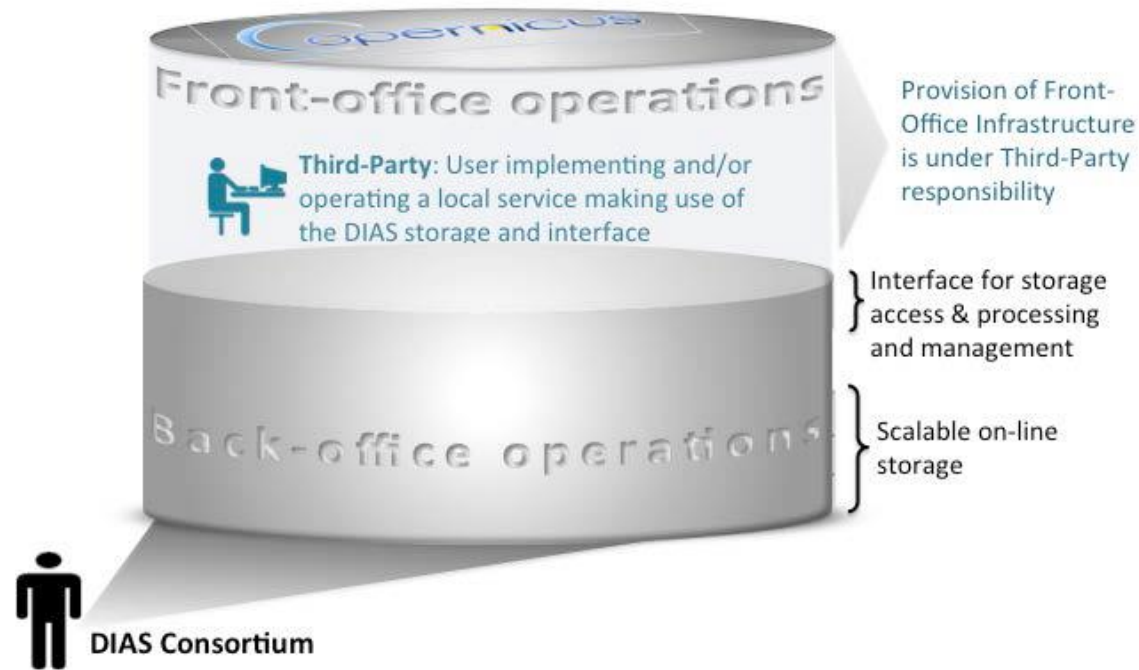 Copernicus
Front-office operations
Third-Party: User implementing and/or
operating a local service making use of
the DIAS storage and interface
Provision of Front-
Office Infrastructure
is under Third-Party
responsibility
Interface for storage
access & processing
and management
Back-office operations
Scalable on-line
storage
DIAS Consortium